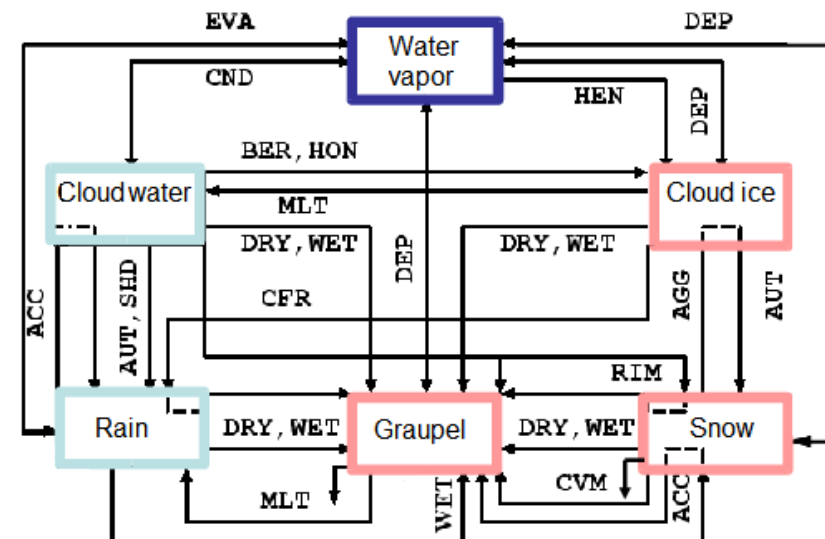 EVA
DEP
Water
vapor
CND
HEN
DEP
BER, HON
Cloud water
Cloud ice
MLT
DRY, WET
DEP
DRY, WET
ACC
AUT, SHD
CFR
AGG
AUT
RIM
Rain
DRY, WET
Graupel
DRY, WET
Snow
MLT
WET
CVM
ACC